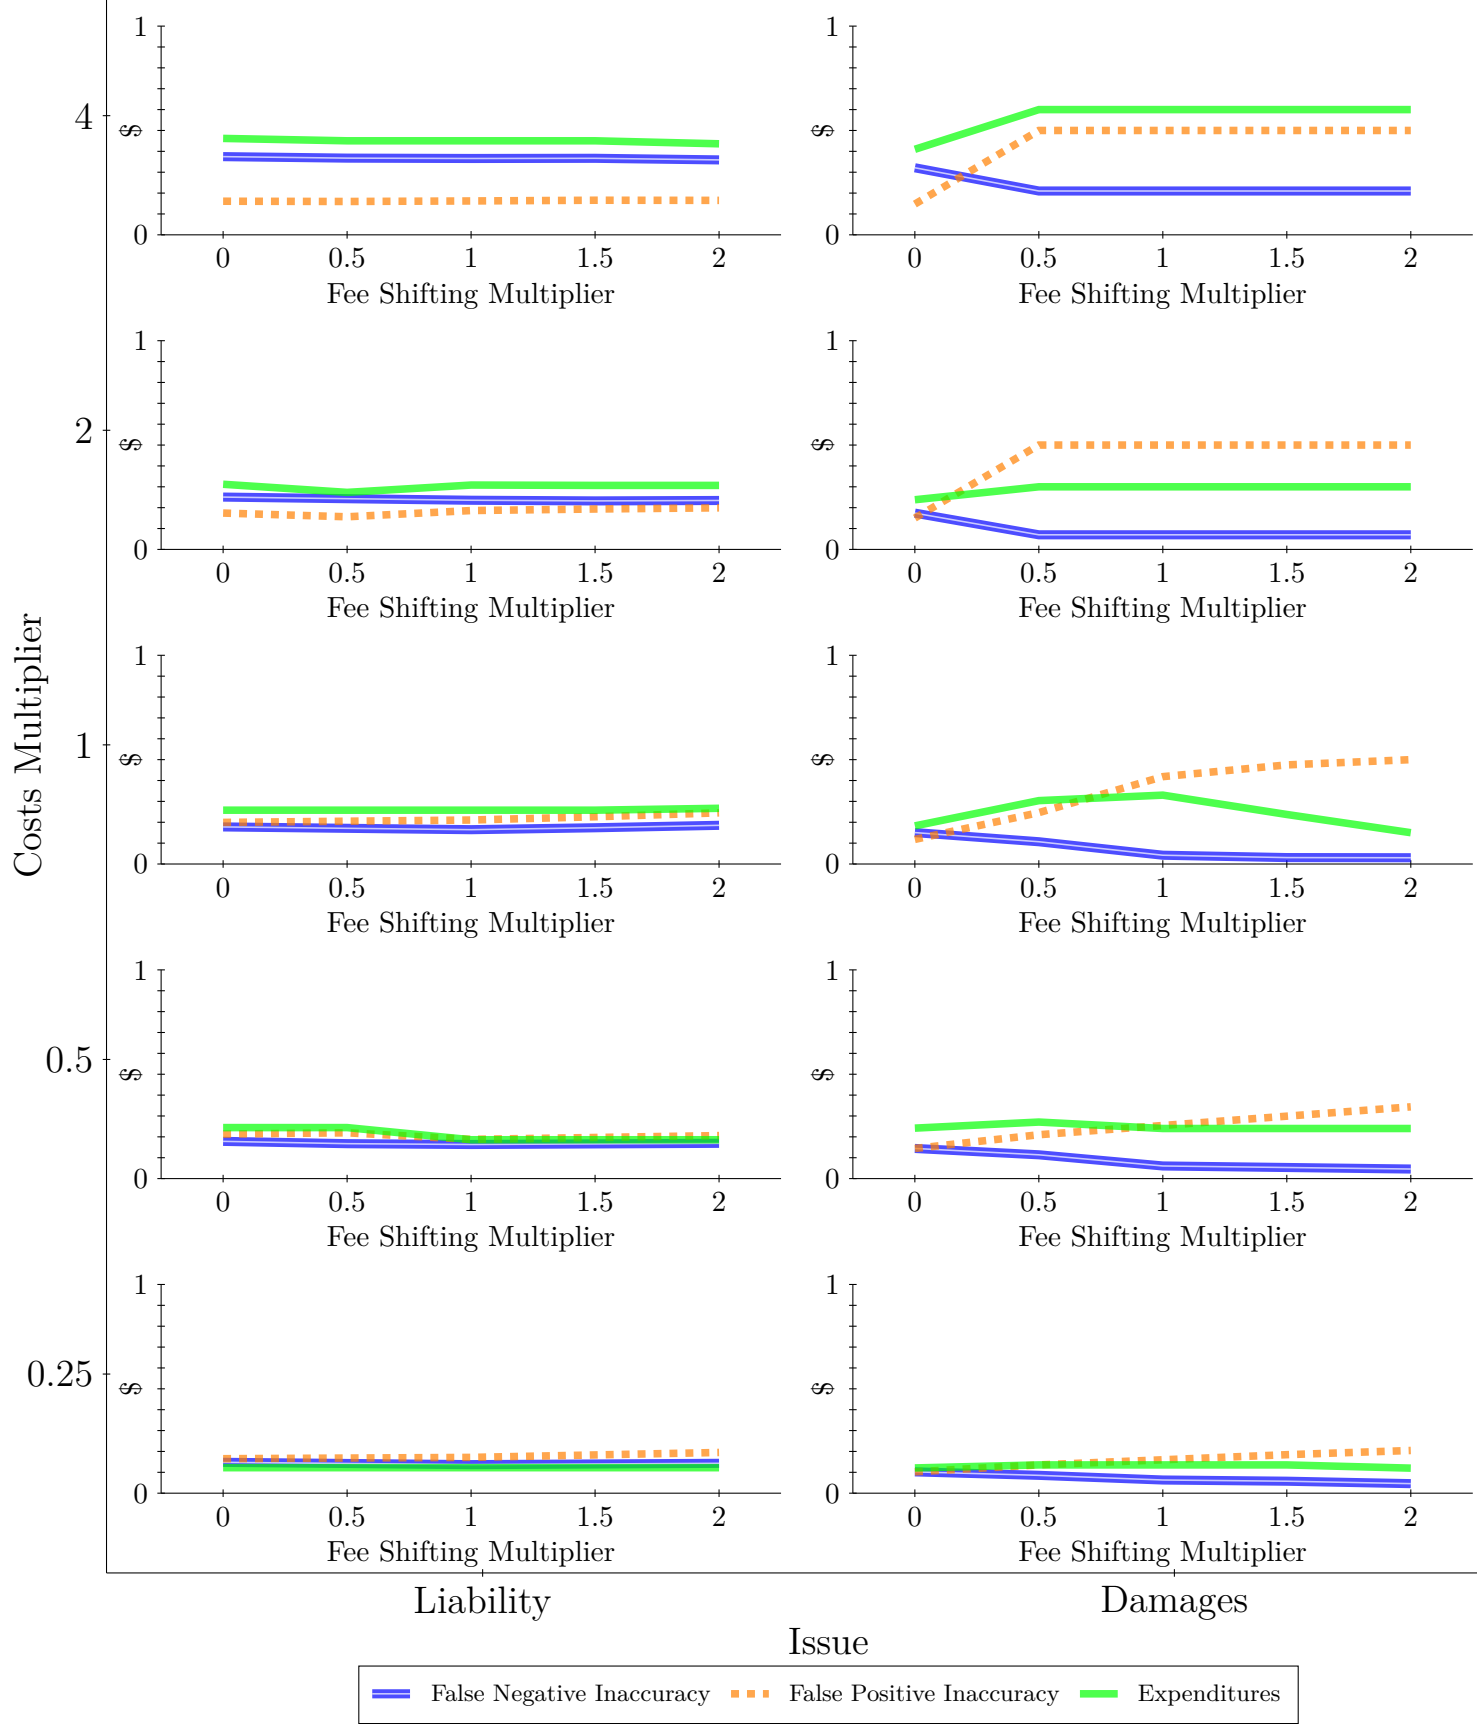 Costs Multiplier
4
1
$
0
0 0.5 1 1.5 2
Fee Shifting Multiplier
1
$
0
0 0.5 1 1.5 2
Fee Shifting Multiplier
2
1
$
0
0 0.5 1 1.5 2
Fee Shifting Multiplier
1
$
0
0 0.5 1 1.5 2
Fee Shifting Multiplier
1
1
$
0
0 0.5 1 1.5 2
Fee Shifting Multiplier
1
$
0
0 0.5 1 1.5 2
Fee Shifting Multiplier
0.5
1
$
0
0 0.5 1 1.5 2
Fee Shifting Multiplier
1
$
0
0 0.5 1 1.5 2
Fee Shifting Multiplier
0.25
1
$
0
0 0.5 1 1.5 2
Fee Shifting Multiplier
1
$
0
0 0.5 1 1.5 2
Fee Shifting Multiplier
Liability Damages
Issue
False Negative Inaccuracy False Positive Inaccuracy Expenditures